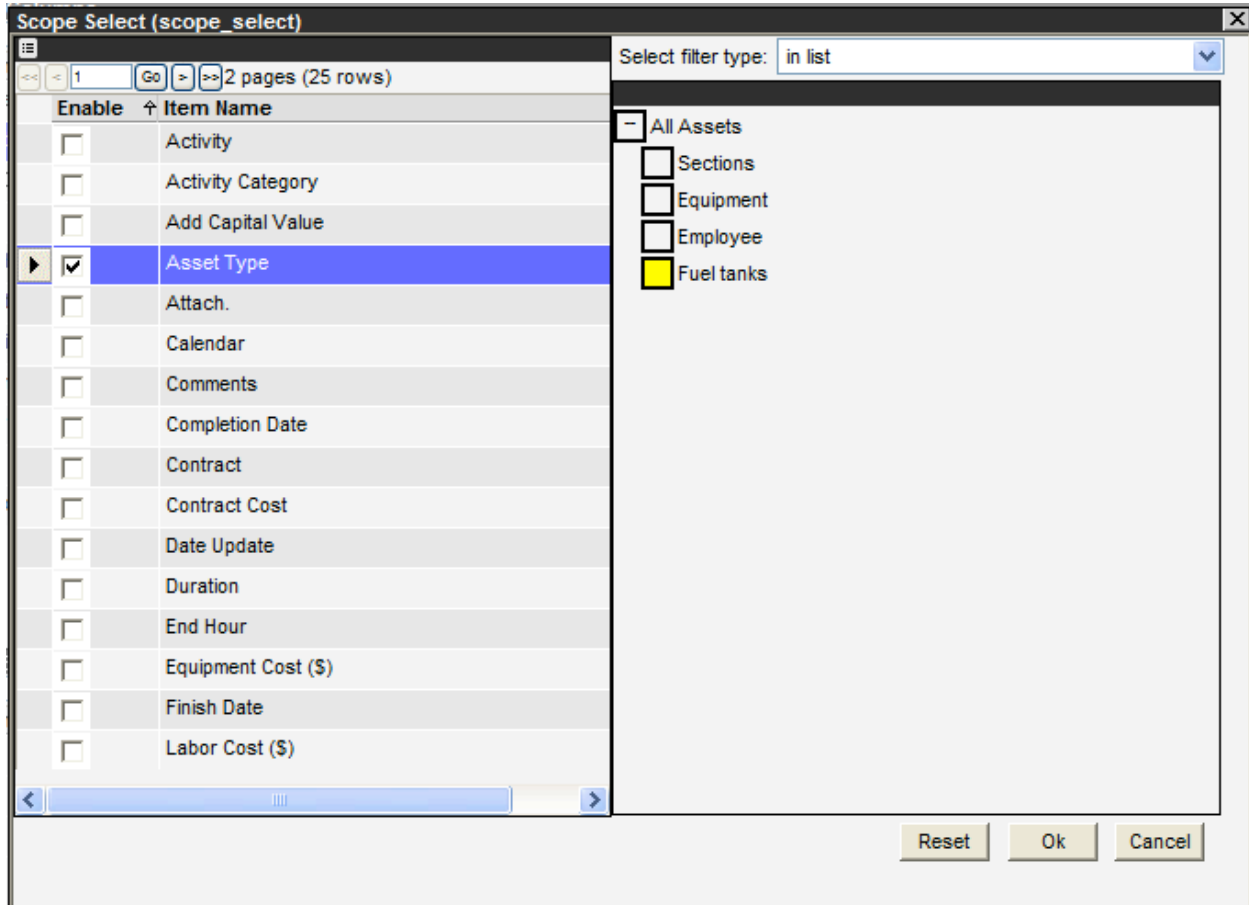 Scope Select (scope_select)
<< < 1 Go > >> 2 pages (25 rows)
Select filter type: in list
Enable Item Name
Activity
Activity Category
Add Capital Value
Asset Type
Attach.
Calendar
Comments
Completion Date
Contract
Contract Cost
Date Update
Duration
End Hour
Equipment Cost ($)
Finish Date
Labor Cost ($)
All Assets
Sections
Equipment
Employee
Fuel tanks
Reset Ok Cancel